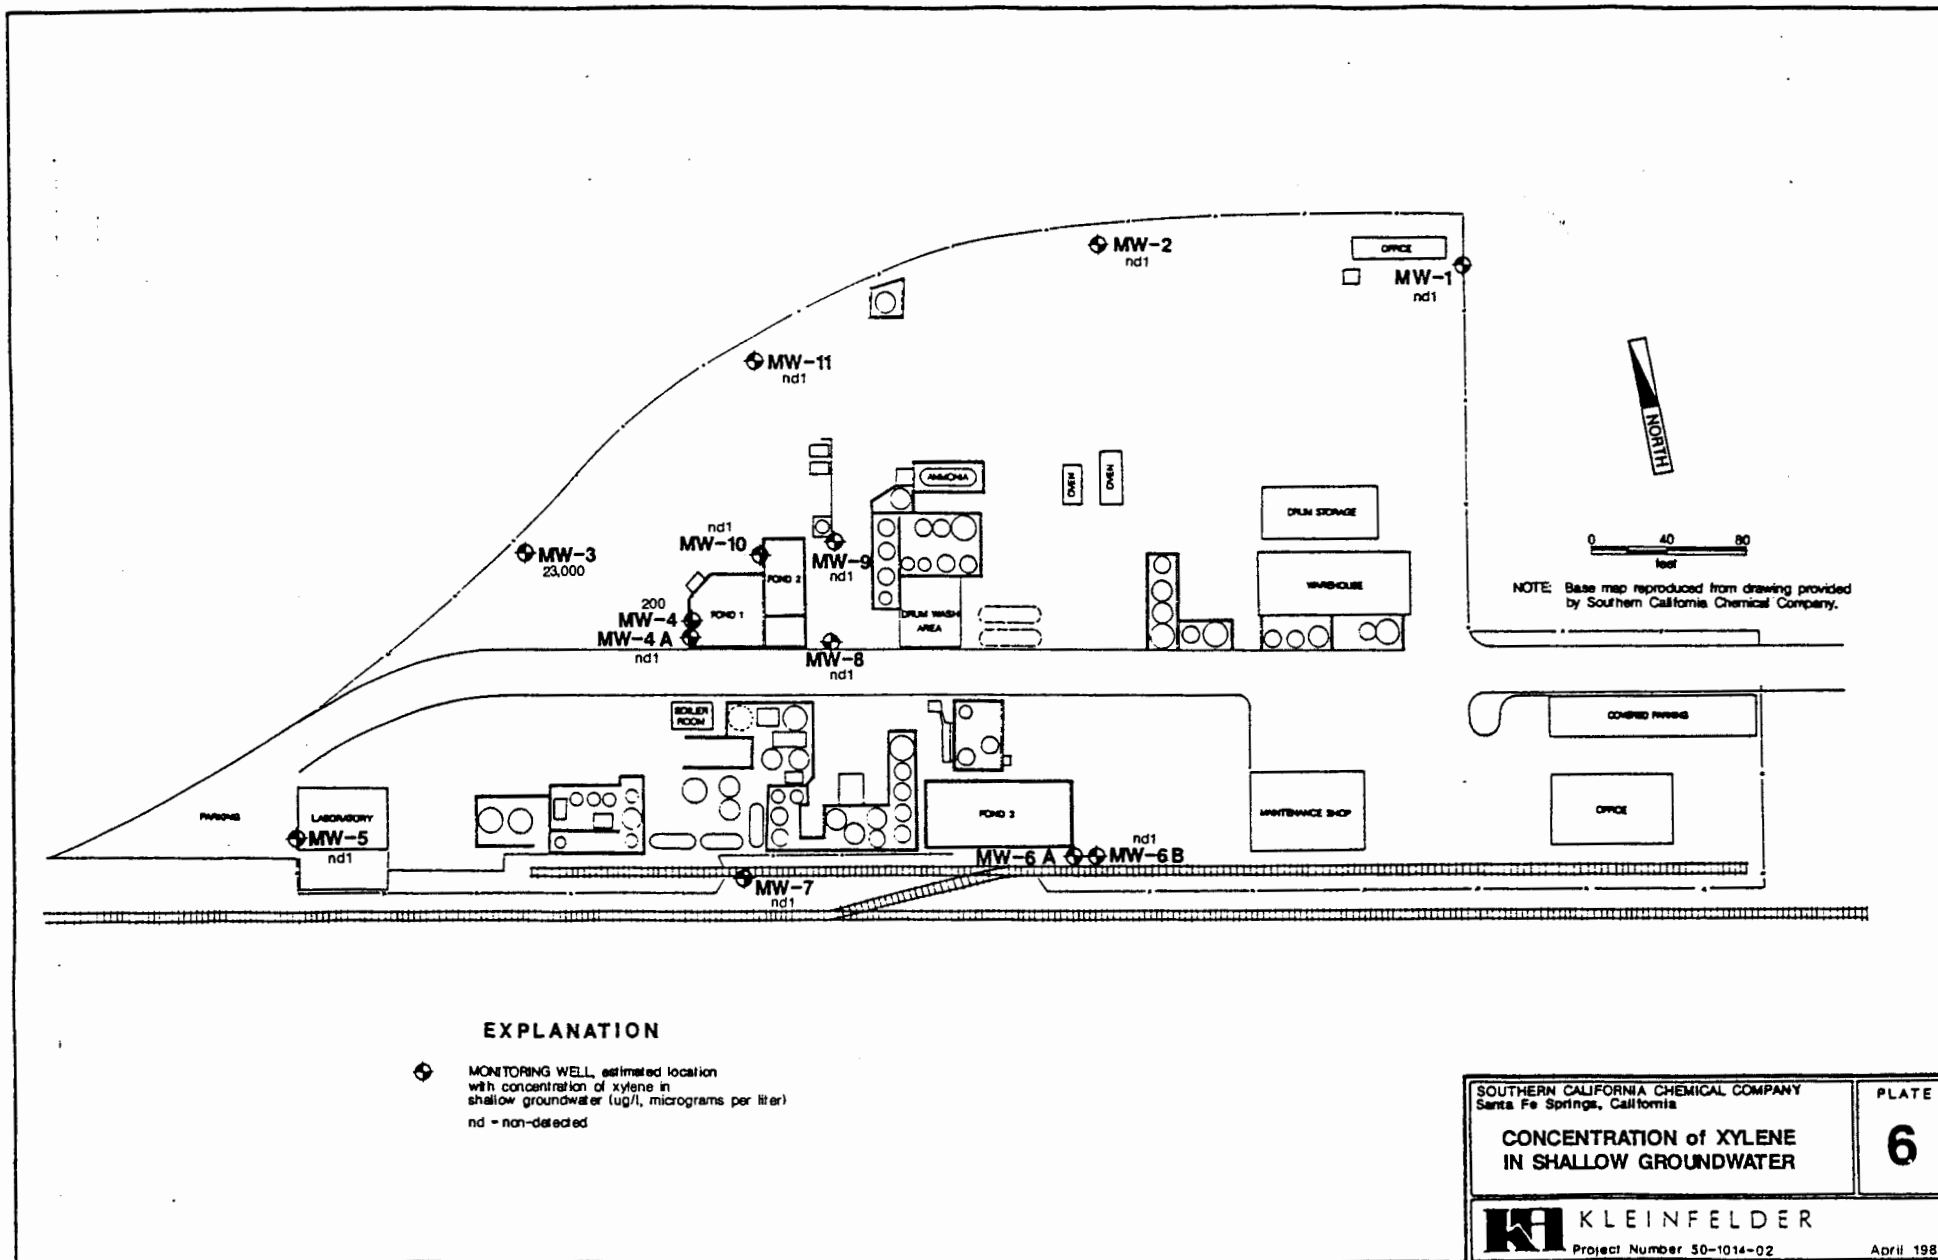 MW-2
nd1
OFFICE
MW-1
nd1
MW-11
nd1
NORTH
AMMONIA
OVEN
OVEN
DRUM STORAGE
0 40 80
feet
nd1
MW-10
MW-3
23,000
POND 2
MW-9
nd1
WAREHOUSE
NOTE: Base map reproduced from drawing provided
by Southern California Chemical Company.
200
MW-4
POND 1
DRUM WASH
AREA
MW-4 A
nd1
MW-8
nd1
BOILER
ROOM
COVERED PARKING
PARKING
LABORATORY
POND 3
MAINTENANCE SHOP
OFFICE
MW-5
nd1
nd1
MW-6 A
MW-6 B
MW-7
nd1
EXPLANATION
MONITORING WELL, estimated location
with concentration of xylene in
shallow groundwater (ug/l, micrograms per liter)
nd - non-detected
SOUTHERN CALIFORNIA CHEMICAL COMPANY
Santa Fe Springs, California
PLATE
CONCENTRATION of XYLENE
IN SHALLOW GROUNDWATER
6
KLEINFELDER
Project Number 50-1014-02
April 198